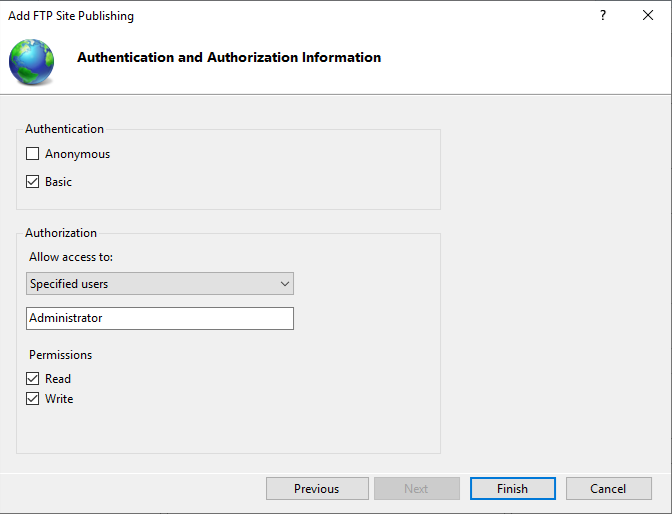 Add FTP Site Publishing
?
Authentication and Authorization Information
Authentication
Anonymous
Basic
Authorization
Allow access to:
Specified users
Administrator
Permissions
Read
Write
Previous Next Finish Cancel